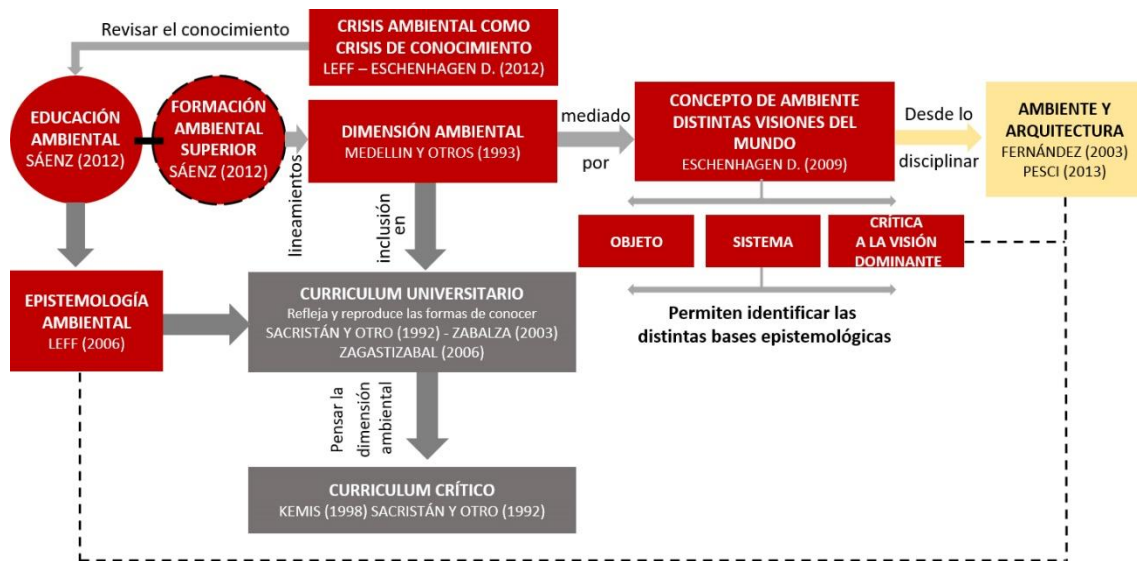 Revisar el conocimiento
CRISIS AMBIENTAL COMO
CRISIS DE CONOCIMIENTO
LEFF – ESCHENHAGEN D. (2012)
EDUCACIÓN
AMBIENTAL
SÁENZ (2012)
FORMACIÓN
AMBIENTAL
SUPERIOR
SÁENZ (2012)
lineamientos
DIMENSIÓN AMBIENTAL
MEDELLIN Y OTROS (1993)
mediado
por
CONCEPTO DE AMBIENTE
DISTINTAS VISIONES DEL
MUNDO
ESCHENHAGEN D. (2009)
Desde lo
disciplinar
AMBIENTE Y
ARQUITECTURA
FERNÁNDEZ (2003)
PESCI (2013)
inclusión
en
OBJETO
SISTEMA
CRÍTICA
A LA VISIÓN
DOMINANTE
EPISTEMOLOGÍA
AMBIENTAL
LEFF (2006)
CURRICULUM UNIVERSITARIO
Refleja y reproduce las formas de conocer
SACRISTÁN Y OTRO (1992) - ZABALZA (2003)
ZAGASTIZABAL (2006)
Permiten identificar las
distintas bases epistemológicas
Pensar la
dimensión
ambiental
CURRICULUM CRÍTICO
KEMIS (1998) SACRISTÁN Y OTRO (1992)